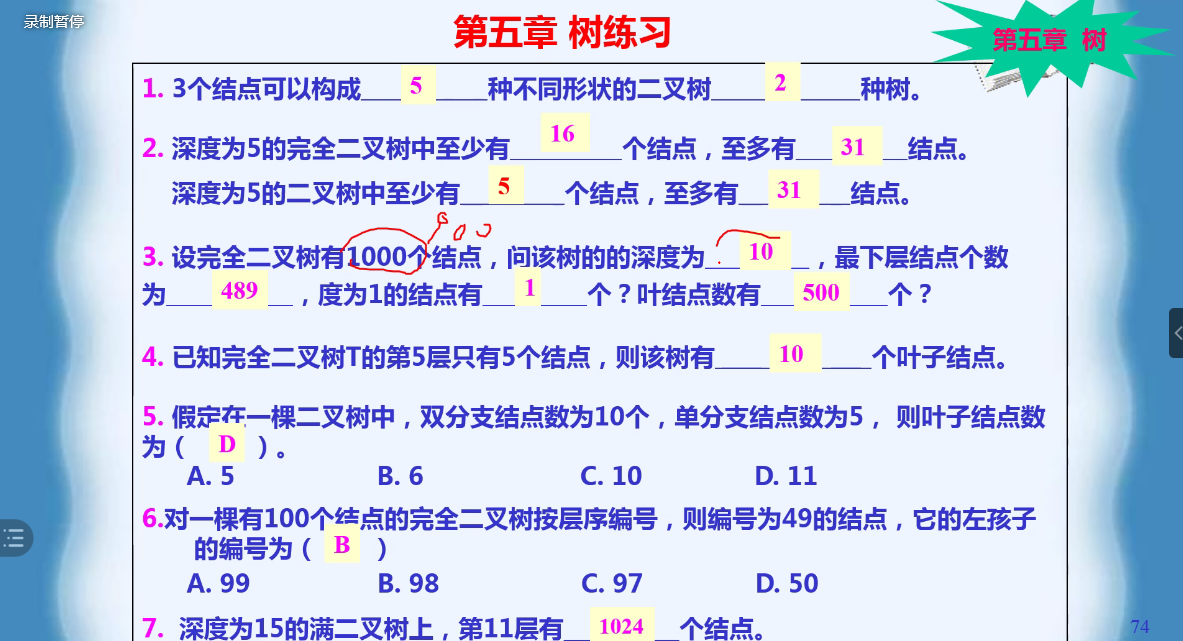 录制暂停
第五章 树练习
第五章 树
1. 3个结点可以构成____5____种不同形状的二叉树____2____种树。
2. 深度为5的完全二叉树中至少有____16____个结点，至多有___31__结点。
深度为5的二叉树中至少有___5___个结点，至多有__31__结点。
3. 设完全二叉树有1000个结点，问该树的的深度为___10__，最下层结点个数
为____489__，度为1的结点有___1____个？叶结点数有___500___个？
4. 已知完全二叉树T的第5层只有5个结点，则该树有____10____个叶子结点。
5. 假定在一棵二叉树中，双分支结点数为10个，单分支结点数为5， 则叶子结点数
为（ D ）。
A. 5 B. 6 C. 10 D. 11
6.对一棵有100个结点的完全二叉树按层序编号，则编号为49的结点，它的左孩子
的编号为（ B ）
A. 99 B. 98 C. 97 D. 50
7. 深度为15的满二叉树上，第11层有__1024__个结点。
74